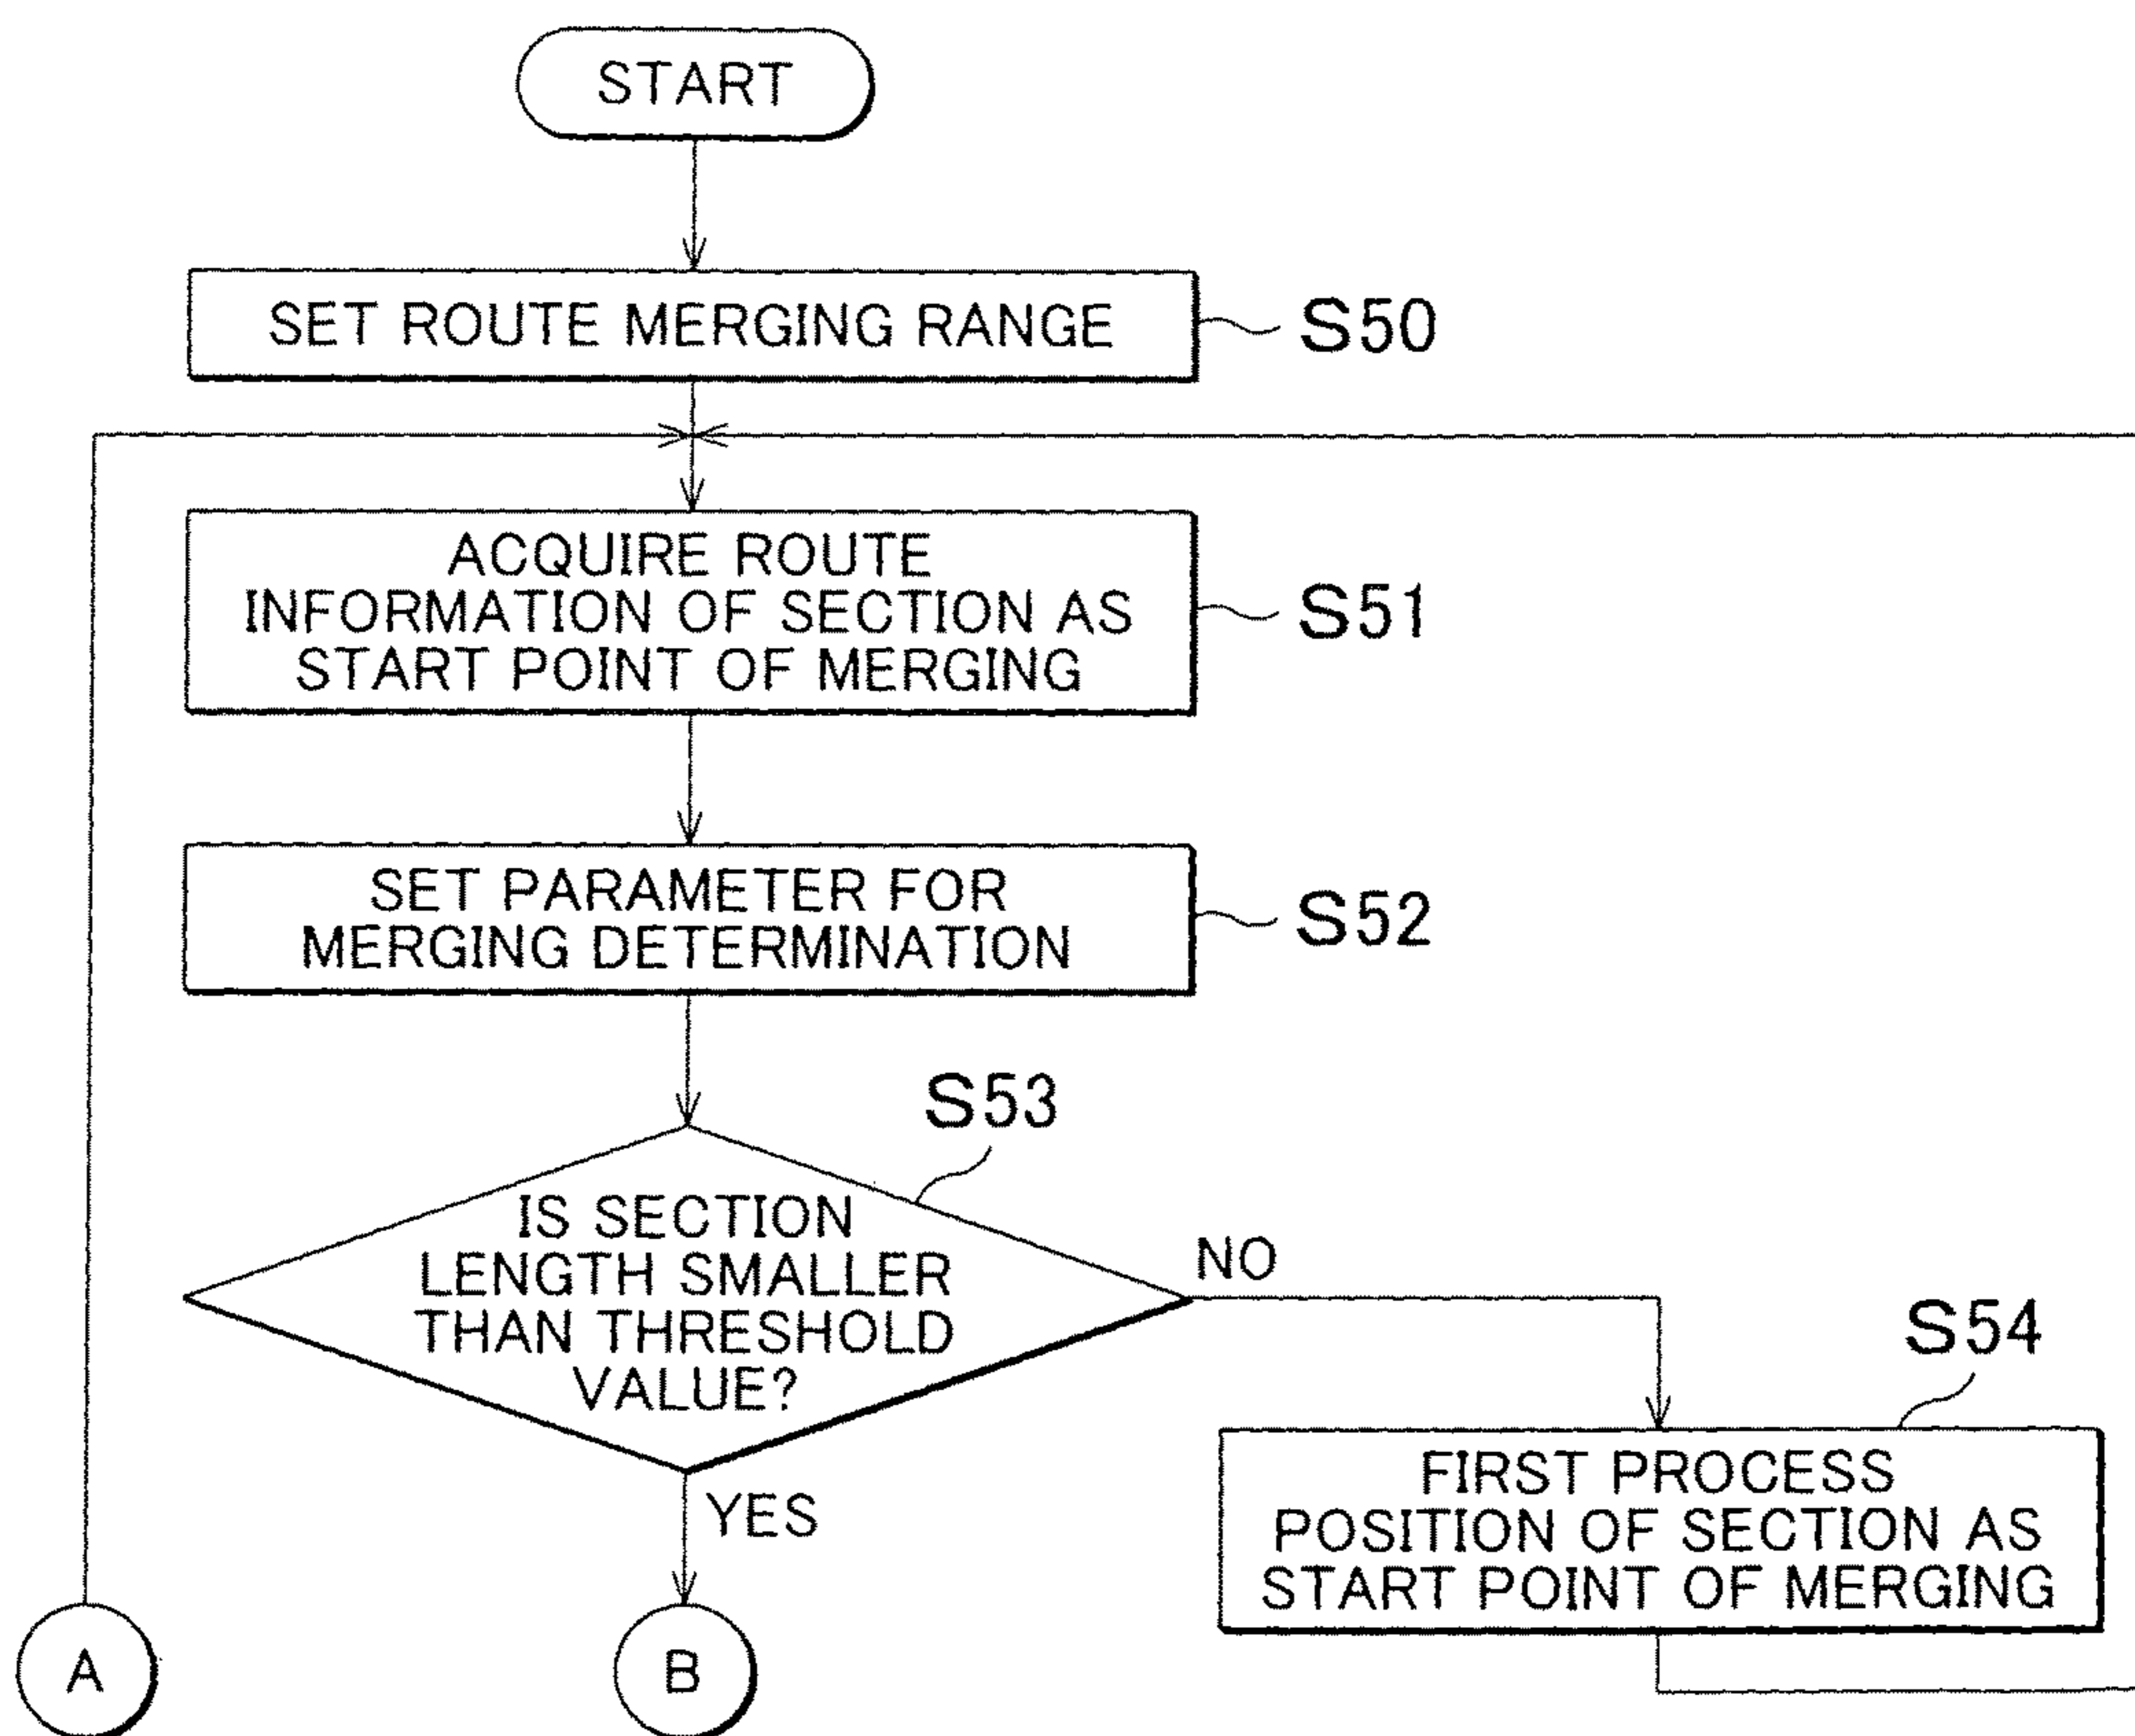 START
SET ROUTE MERGING RANGE
S50
ACQUIRE ROUTE
INFORMATION OF SECTION AS
START POINT OF MERGING
S51
SET PARAMETER FOR
MERGING DETERMINATION
S52
S53
IS SECTION
LENGTH SMALLER
THAN THRESHOLD
VALUE?
NO
YES
S54
FIRST PROCESS
POSITION OF SECTION AS
START POINT OF MERGING
A
B